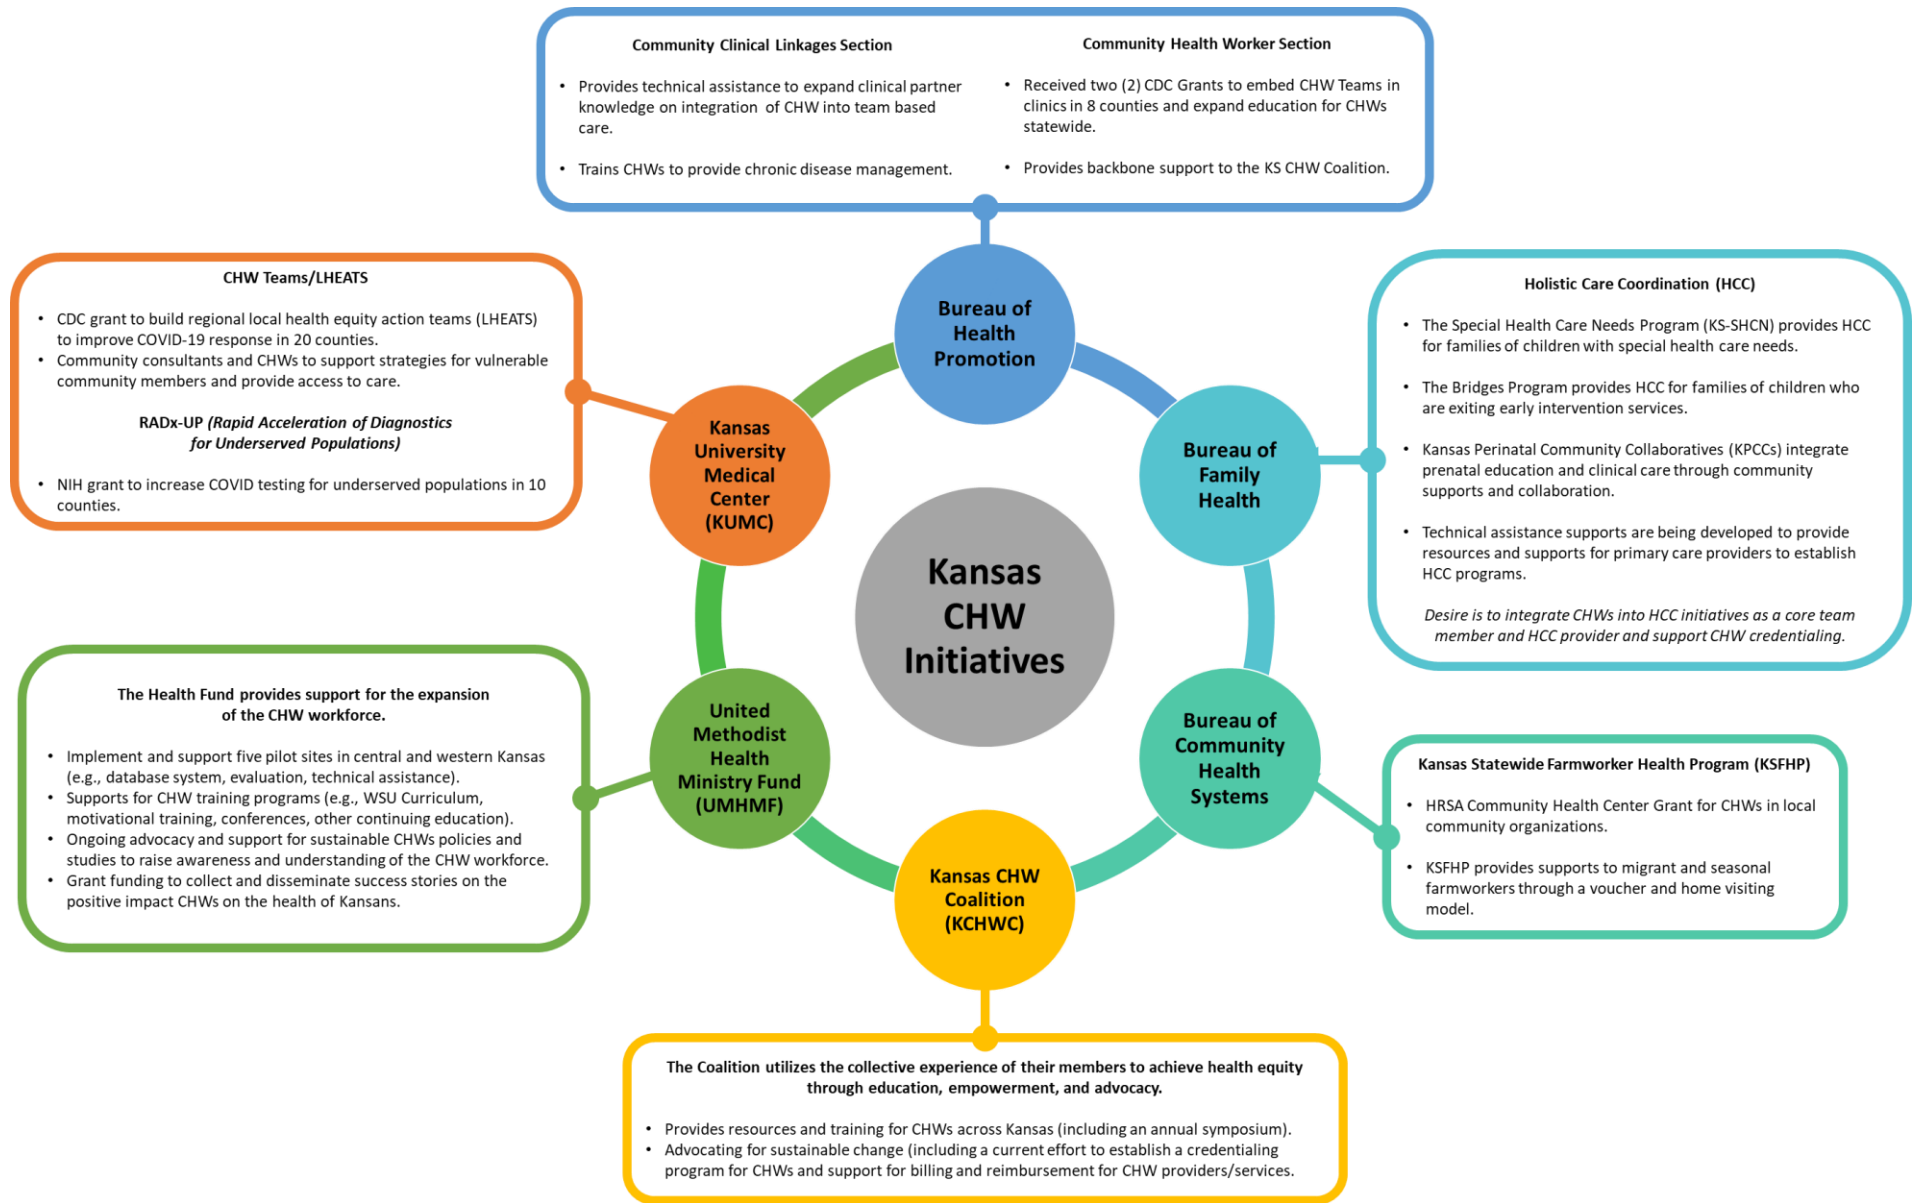 Community Clinical Linkages Section
• Provides technical assistance to expand clinical partner
knowledge on integration of CHW into team based
care.
• Trains CHWs to provide chronic disease management.
Community Health Worker Section
• Received two (2) CDC Grants to embed CHW Teams in
clinics in 8 counties and expand education for CHWs
statewide.
• Provides backbone support to the KS CHW Coalition.
CHW Teams/LHEATS
• CDC grant to build regional local health equity action teams (LHEATS)
to improve COVID-19 response in 20 counties.
• Community consultants and CHWs to support strategies for vulnerable
community members and provide access to care.
RADx-UP (Rapid Acceleration of Diagnostics
for Underserved Populations)
• NIH grant to increase COVID testing for underserved populations in 10
counties.
Bureau of
Health
Promotion
Holistic Care Coordination (HCC)
• The Special Health Care Needs Program (KS-SHCN) provides HCC
for families of children with special health care needs.
• The Bridges Program provides HCC for families of children who
are exiting early intervention services.
• Kansas Perinatal Community Collaboratives (KPCCs) integrate
prenatal education and clinical care through community
supports and collaboration.
• Technical assistance supports are being developed to provide
resources and supports for primary care providers to establish
HCC programs.
Desire is to integrate CHWs into HCC initiatives as a core team
member and HCC provider and support CHW credentialing.
Kansas
University
Medical
Center
(KUMC)
Bureau of
Family
Health
Kansas
CHW
Initiatives
The Health Fund provides support for the expansion
of the CHW workforce.
• Implement and support five pilot sites in central and western Kansas
(e.g., database system, evaluation, technical assistance).
• Supports for CHW training programs (e.g., WSU Curriculum,
motivational training, conferences, other continuing education).
• Ongoing advocacy and support for sustainable CHWs policies and
studies to raise awareness and understanding of the CHW workforce.
• Grant funding to collect and disseminate success stories on the
positive impact CHWs on the health of Kansans.
United
Methodist
Health
Ministry Fund
(UMHMF)
Bureau of
Community
Health
Systems
Kansas Statewide Farmworker Health Program (KSFHP)
• HRSA Community Health Center Grant for CHWs in local
community organizations.
• KSFHP provides supports to migrant and seasonal
farmworkers through a voucher and home visiting
model.
Kansas CHW
Coalition
(KCHWC)
The Coalition utilizes the collective experience of their members to achieve health equity
through education, empowerment, and advocacy.
• Provides resources and training for CHWs across Kansas (including an annual symposium).
• Advocating for sustainable change (including a current effort to establish a credentialing
program for CHWs and support for billing and reimbursement for CHW providers/services.